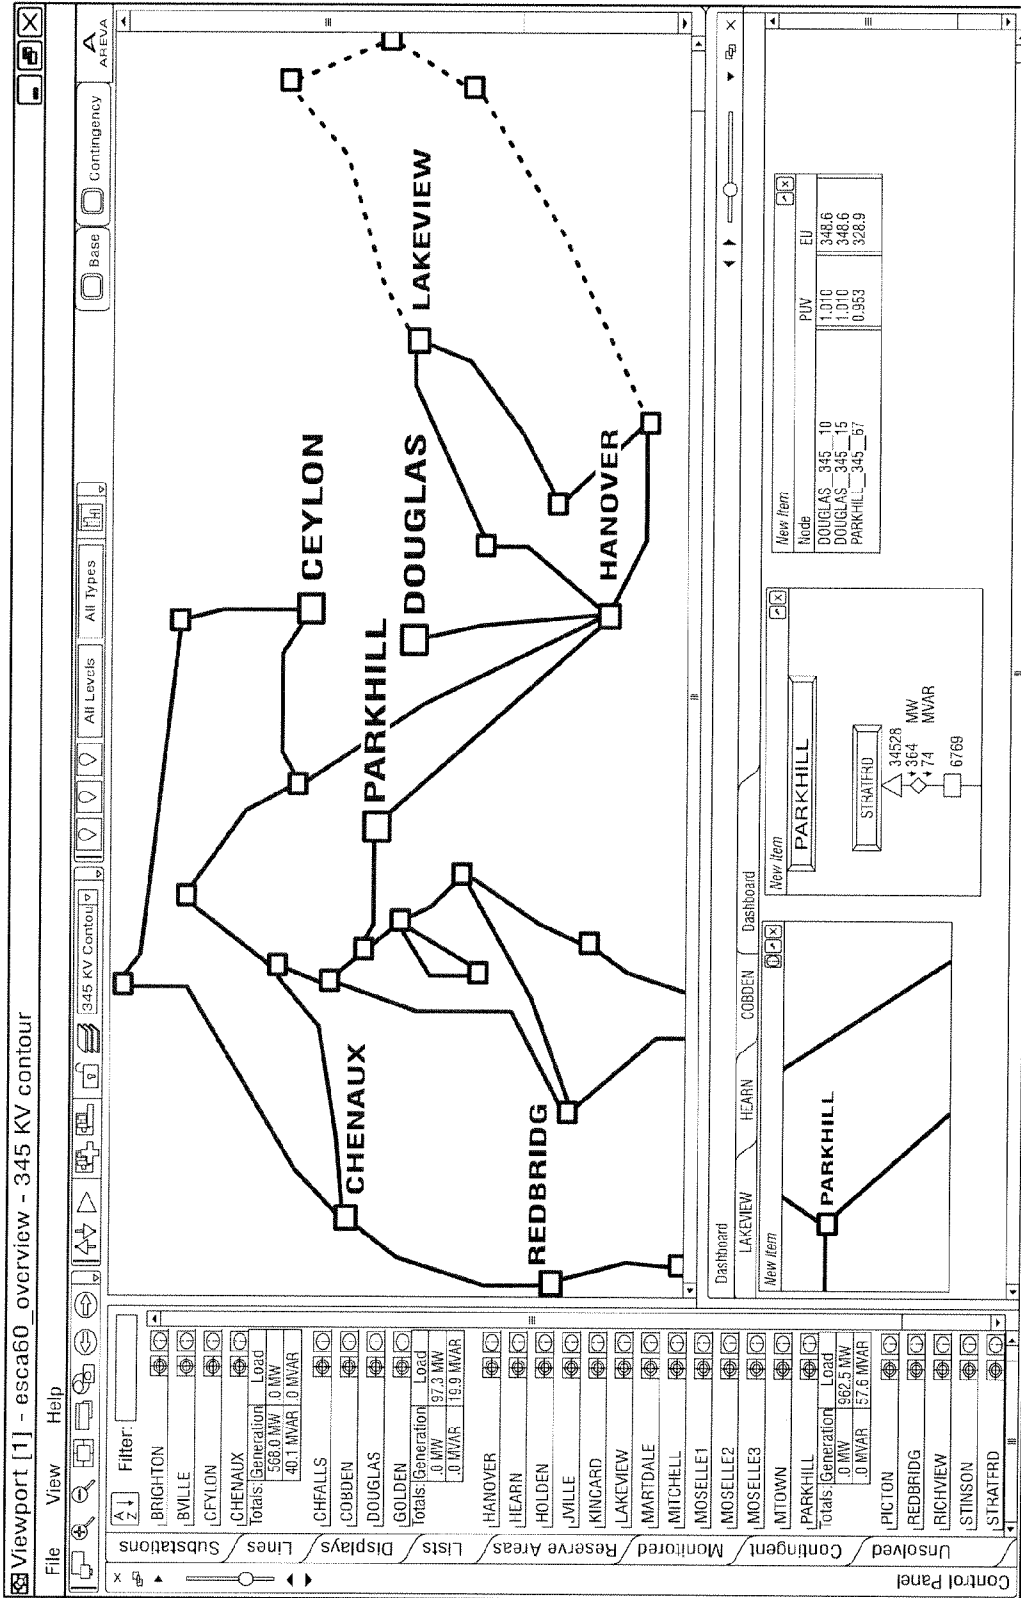 Viewport [1] - esca60_overview - 345 KV contour
File View Help
345 KV Contou
All Levels
All Types
Base
Contingency
AREVA
Control Panel
Substations
Lines
Displays
Lists
Reserve Areas
Monitored
Contingent
Unsolved
A Z
Filter:
BRIGHTON
BVILLE
CEYLON
CHENAUX
Totals: Generation Load
568.0 MW .0 MW
40.1 MVAR .0 MVAR
CHFALLS
COBDEN
DOUGLAS
GOLDEN
Totals: Generation Load
.0 MW 97.3 MW
.0 MVAR 19.9 MVAR
HANOVER
HEARN
HOLDEN
JVILLE
KINCARD
LAKEVIEW
MARTDALE
MITCHELL
MOSELLE1
MOSELLE2
MOSELLE3
MTOWN
PARKHILL
Totals: Generation Load
.0 MW 962.5 MW
.0 MVAR 57.6 MVAR
PICTON
REDBRIDG
RICHVIEW
STINSON
STRATFRD
CEYLON
LAKEVIEW
DOUGLAS
PARKHILL
CHENAUX
HANOVER
REDBRIDG
Dashboard
LAKEVIEW
HEARN
COBDEN
Dashboard
New Item
PARKHILL
New Item
PARKHILL
STRATFRD
34528
364 MW
74 MVAR
6769
New Item
Node PUV EU
DOUGLAS__345__10 1.010 348.6
DOUGLAS__345__15 1.010 348.6
PARKHILL__345__67 0.953 328.9